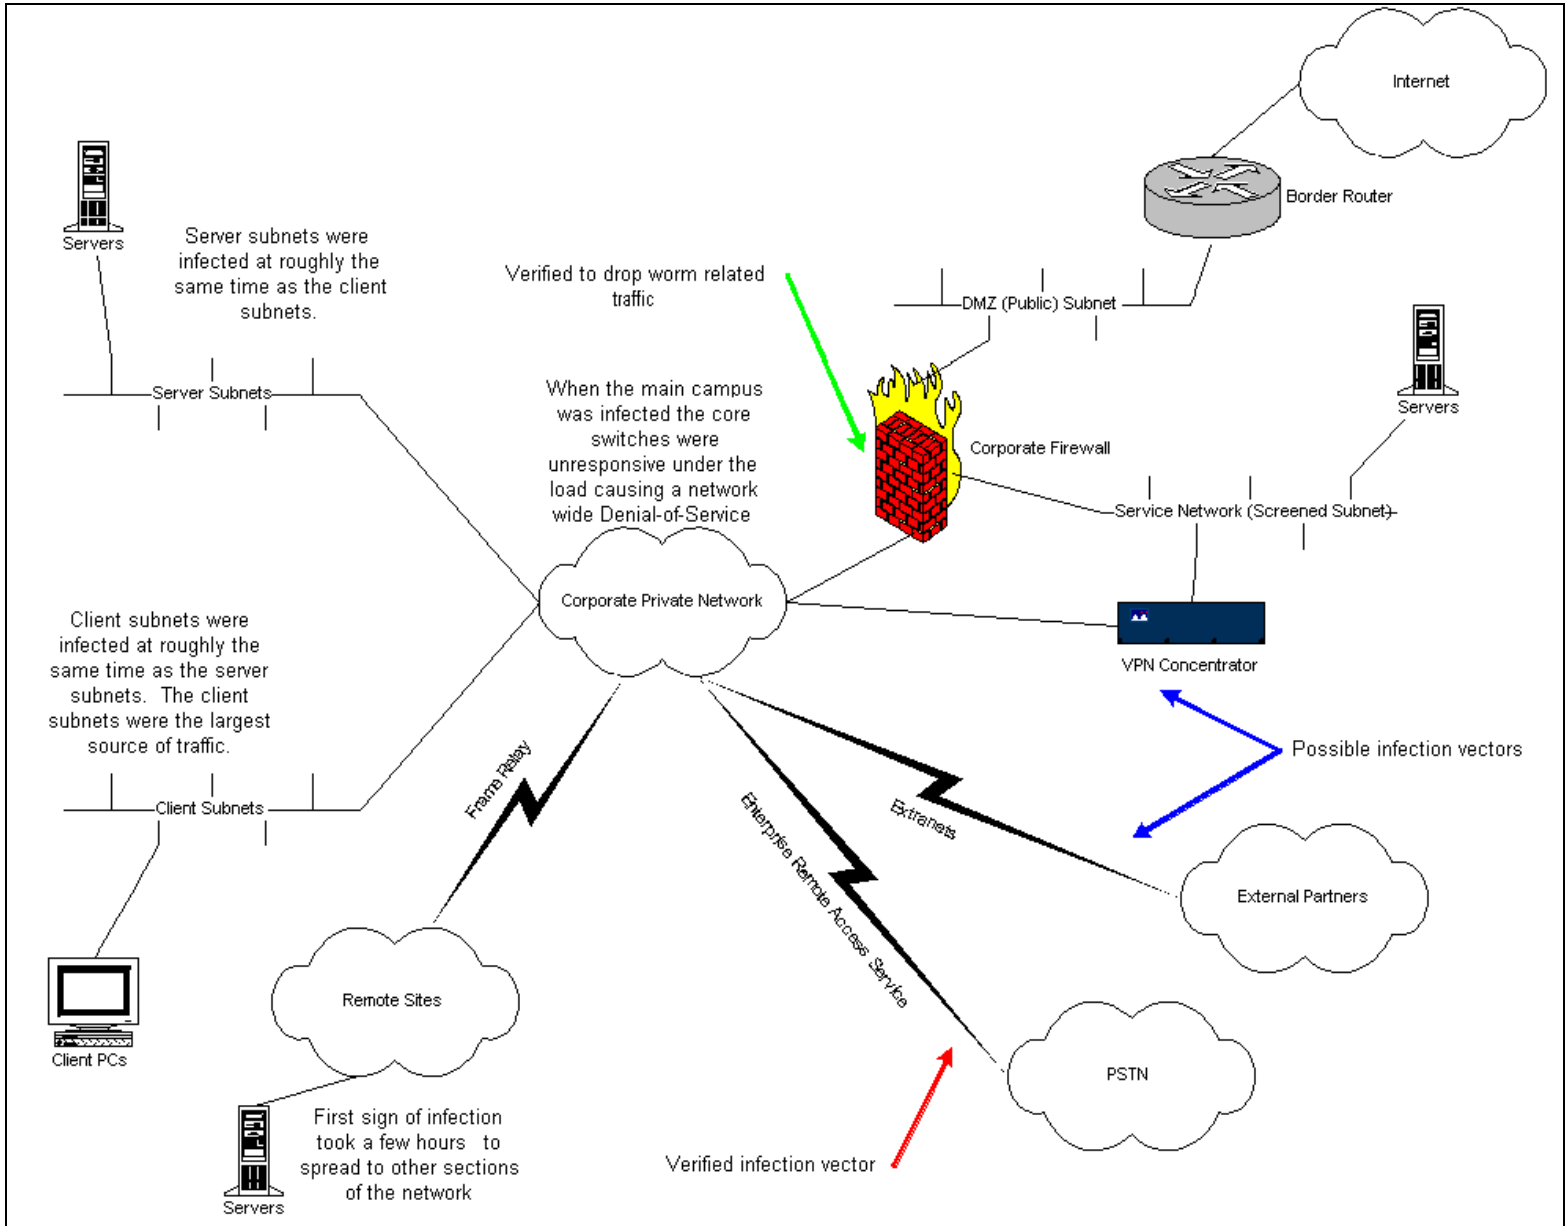 Internet
Border Router
Servers
Server subnets were
infected at roughly the
same time as the client
subnets.
Verified to drop worm related
traffic
DMZ (Public) Subnet
Servers
Server Subnets
When the main campus
was infected the core
switches were
unresponsive under the
load causing a network
wide Denial-of-Service
Corporate Firewall
Service Network (Screened Subnet)
Corporate Private Network
Client subnets were
infected at roughly the
same time as the server
subnets. The client
subnets were the largest
source of traffic.
VPN Concentrator
Possible infection vectors
Frame Relay
Extranets
Enterprise Remote Access Service
Client Subnets
External Partners
Remote Sites
Client PCs
PSTN
First sign of infection
took a few hours to
spread to other sections
of the network
Servers
Verified infection vector